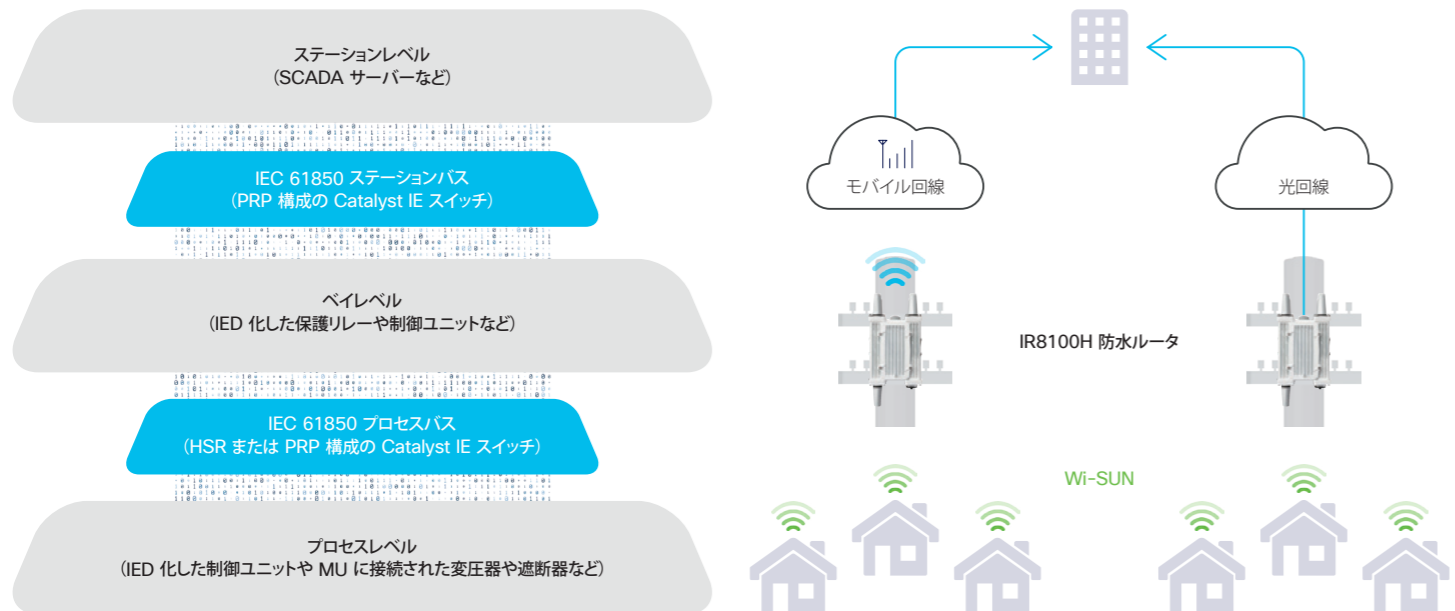 ステーションレベル
(SCADA サーバーなど)
IEC 61850 ステーションバス
(PRP 構成の Catalyst IE スイッチ)
ベイレベル
(IED 化した保護リレーや制御ユニットなど)
IEC 61850 プロセスバス
(HSR または PRP 構成の Catalyst IE スイッチ)
プロセスレベル
(IED 化した制御ユニットや MU に接続された変圧器や遮断器など)
モバイル回線
光回線
IR8100H 防水ルータ
Wi-SUN